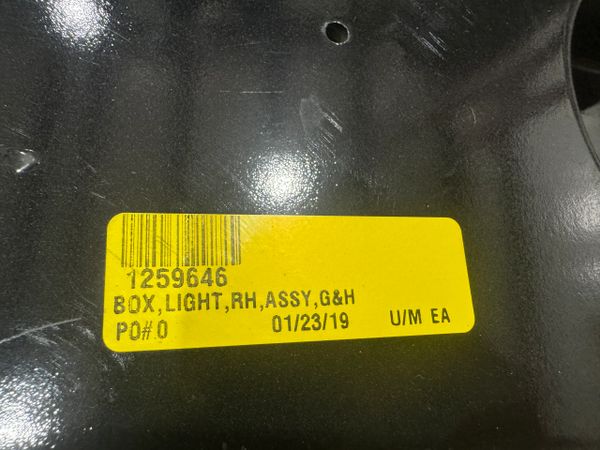 1259646
BOX,LIGHT,RH,ASSY,G&H
PO#:0 01/23/19 U/M EA